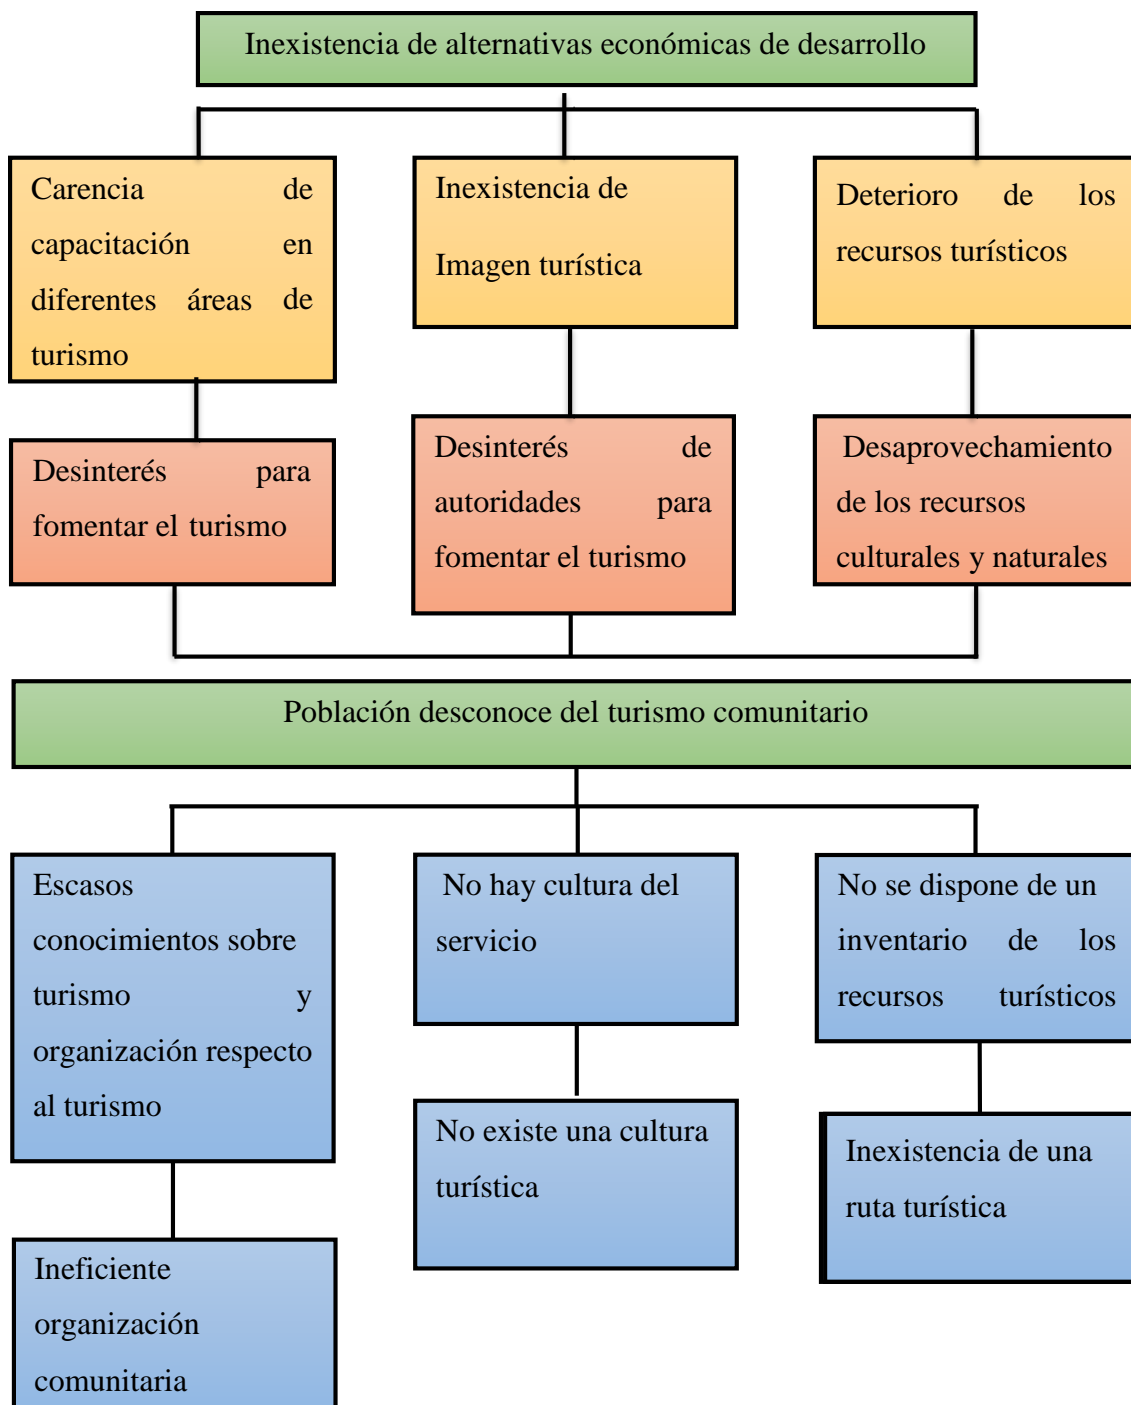 Inexistencia de alternativas económicas de desarrollo
Carencia de
capacitación en
diferentes áreas de
turismo
Inexistencia de
Imagen turística
Deterioro de los
recursos turísticos
Desinterés para
fomentar el turismo
Desinterés de
autoridades para
fomentar el turismo
Desaprovechamiento
de los recursos
culturales y naturales
Población desconoce del turismo comunitario
Escasos
conocimientos sobre
turismo y
organización respecto
al turismo
No hay cultura del
servicio
No se dispone de un
inventario de los
recursos turísticos
No existe una cultura
turística
Inexistencia de una
ruta turística
Ineficiente
organización
comunitaria